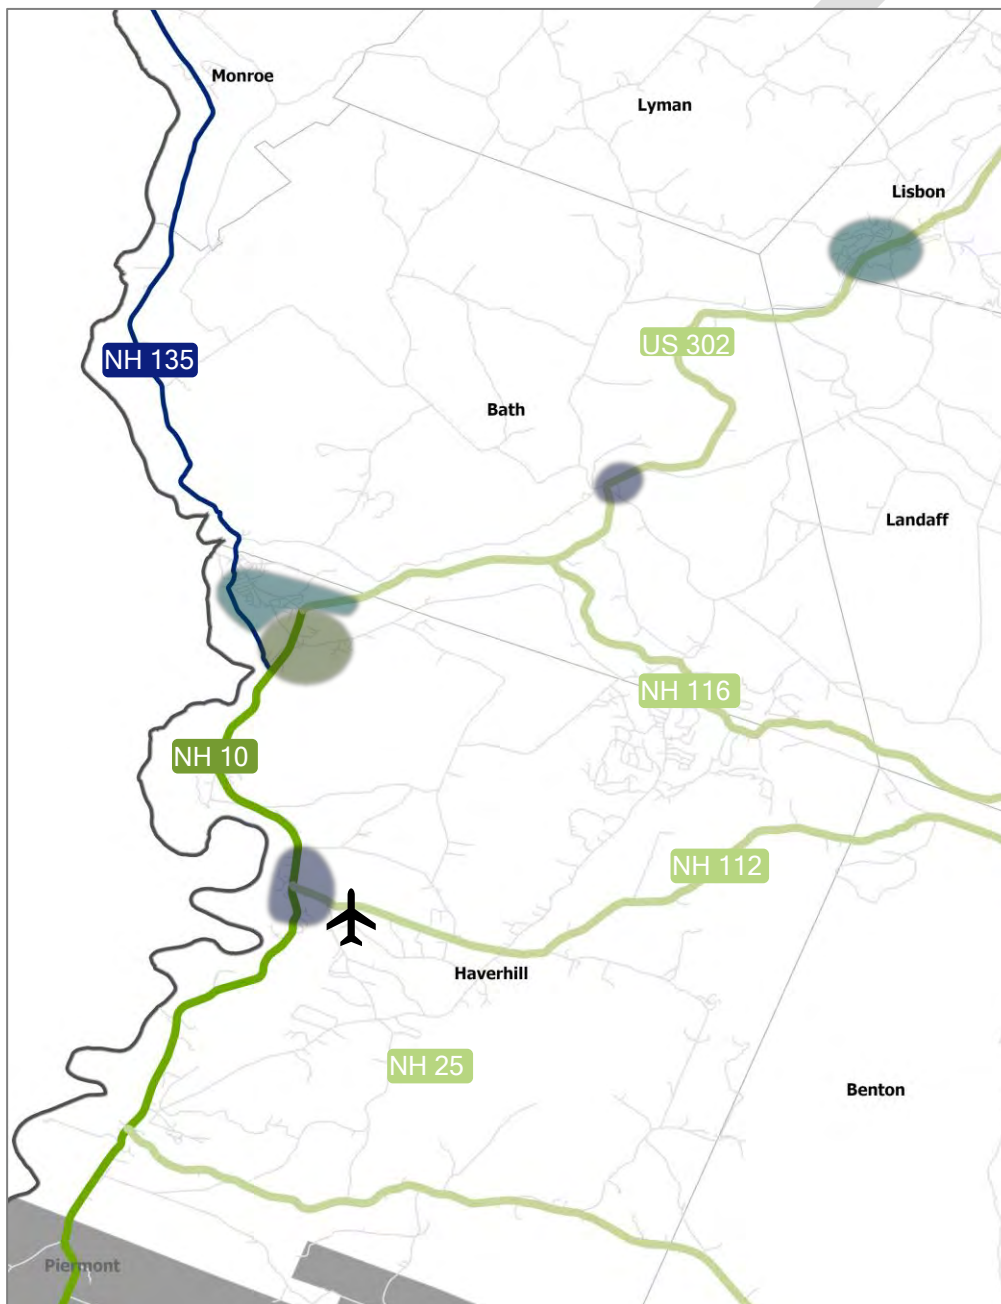 Monroe
Lyman
Lisbon
US 302
NH 135
Bath
Landaff
NH 116
NH 10
NH 112
Haverhill
NH 25
Benton
Piermont